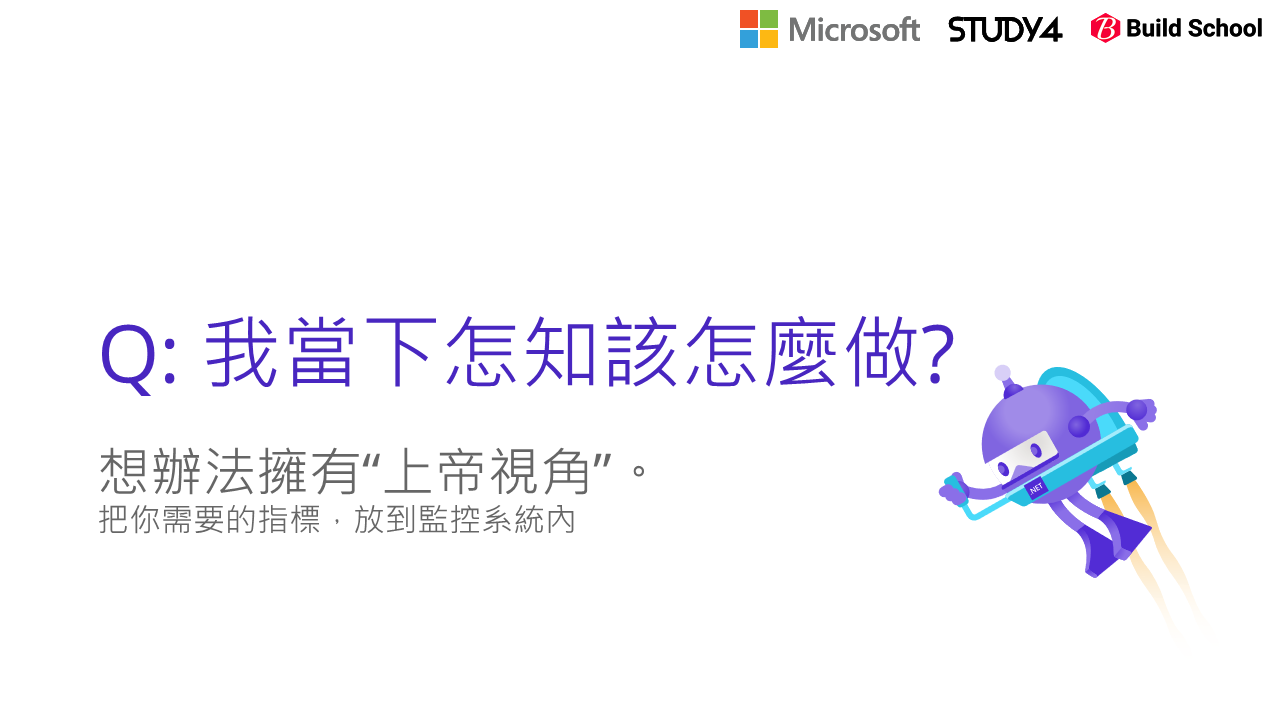 Microsoft STUDY4 Build School
Q: 我當下怎知該怎麼做?
想辦法擁有“上帝視角”。
把你需要的指標，放到監控系統內
.NET